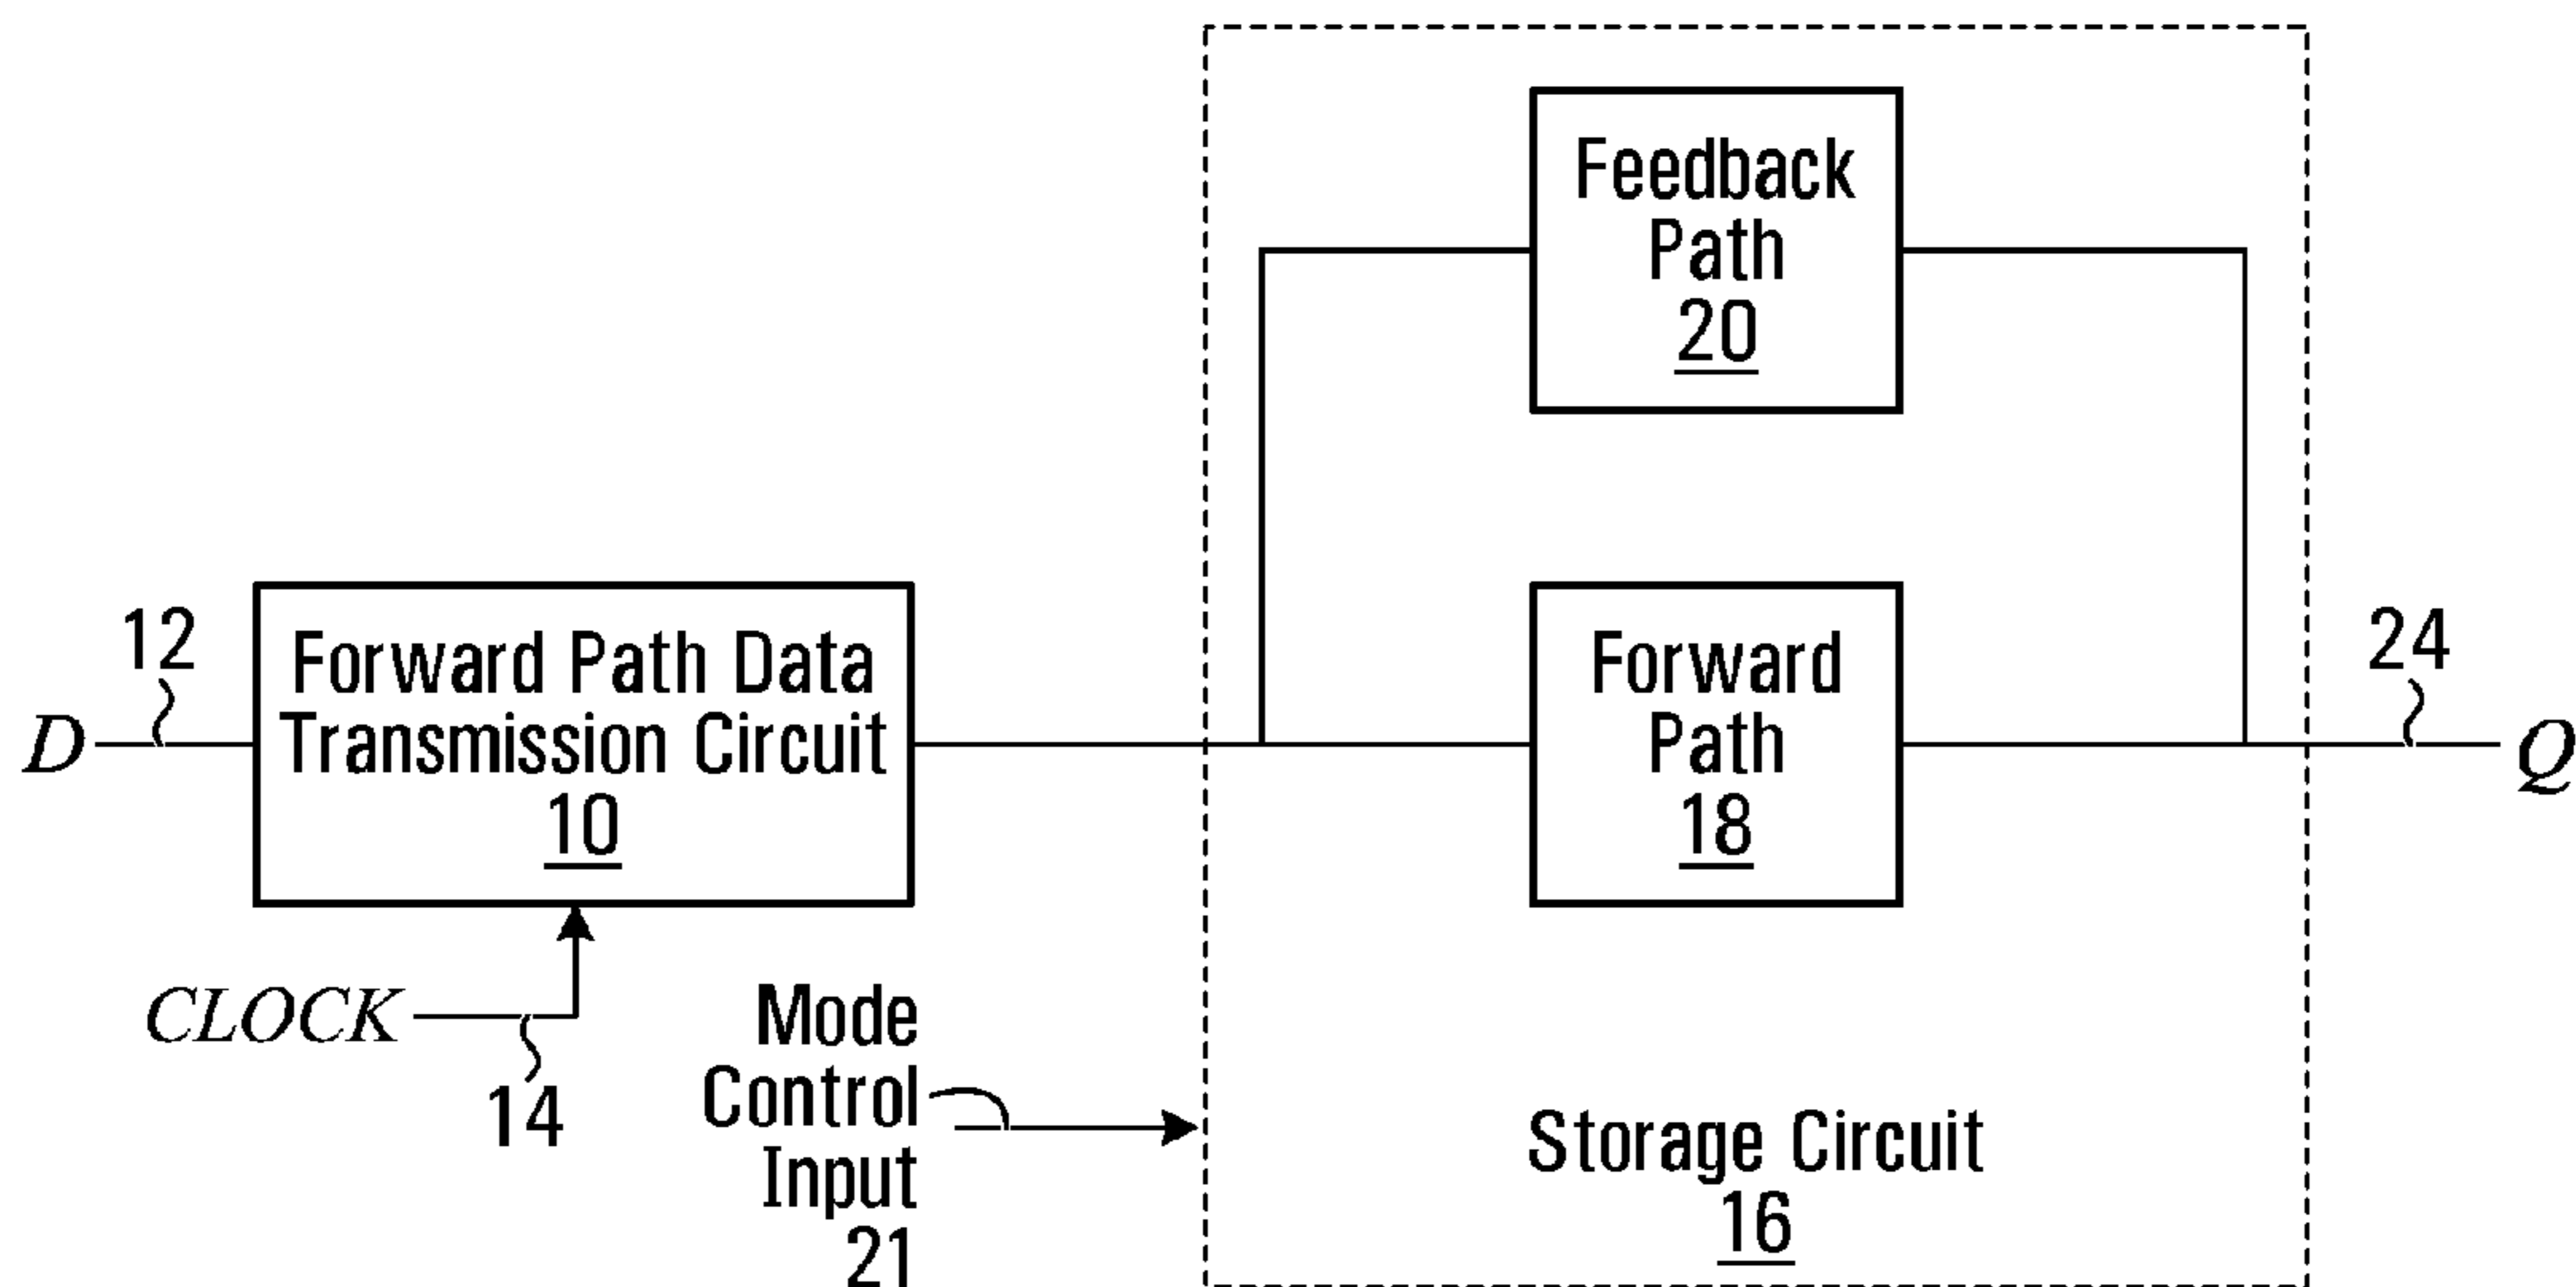 Feedback
Path
20
12
D
Forward Path Data
Transmission Circuit
10
Forward
Path
18
24
Q
CLOCK
14
Mode
Control
Input
21
Storage Circuit
16